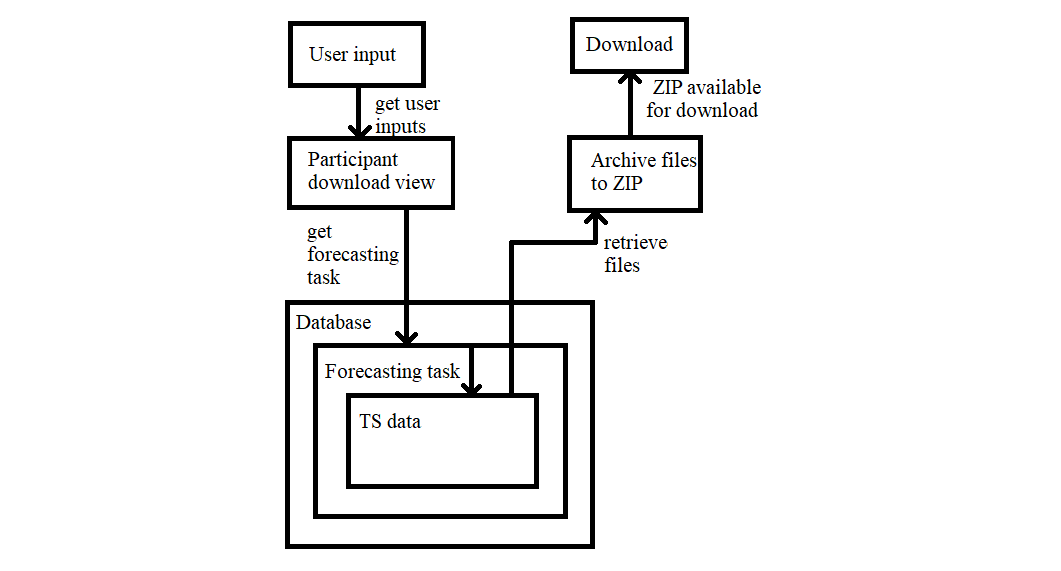 User input
get user
inputs
Participant
download view
get
forecasting
task
Database
Forecasting task
TS data
Download
ZIP available
for download
Archive files
to ZIP
retrieve
files